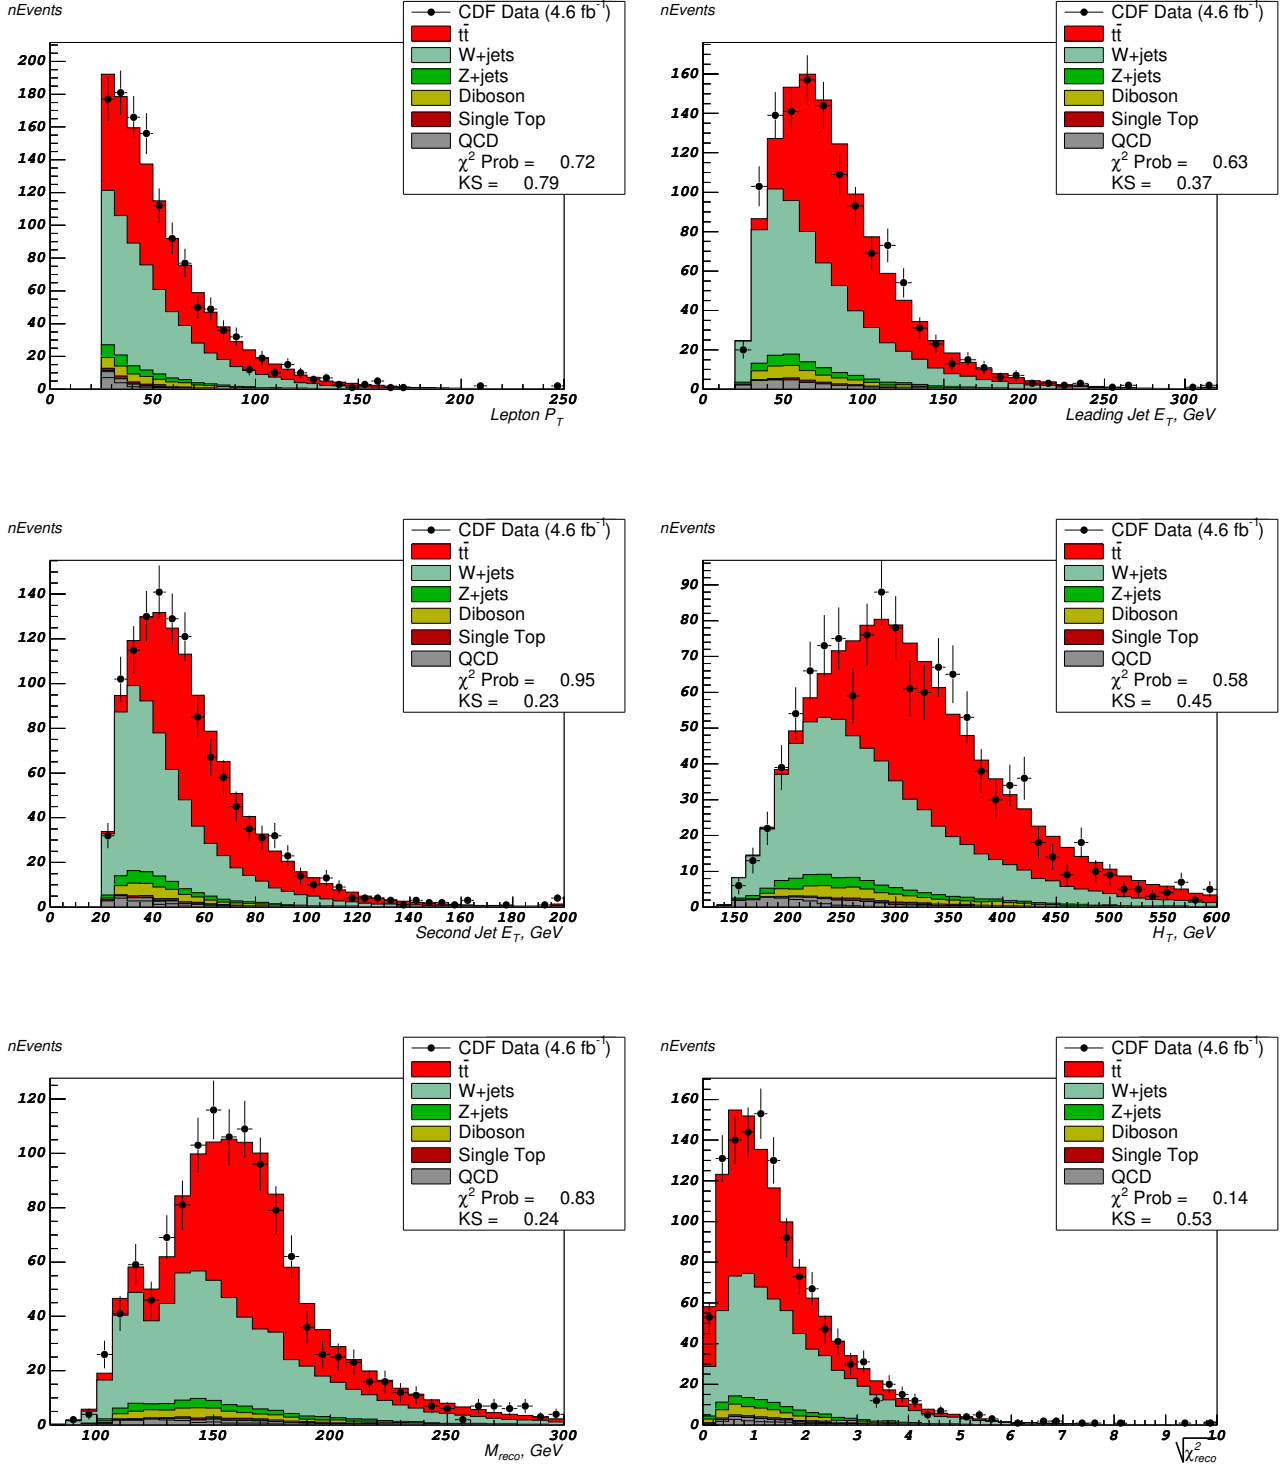 nEvents
CDF Data (4.6 fb⁻¹)
tt̄
W+jets
Z+jets
Diboson
Single Top
QCD
χ² Prob = 0.72
KS = 0.79
200
180
160
140
120
100
80
60
40
20
0
0 50 100 150 200 250
Lepton P_T
nEvents
CDF Data (4.6 fb⁻¹)
tt̄
W+jets
Z+jets
Diboson
Single Top
QCD
χ² Prob = 0.63
KS = 0.37
160
140
120
100
80
60
40
20
0
0 50 100 150 200 250 300
Leading Jet E_T, GeV
nEvents
CDF Data (4.6 fb⁻¹)
tt̄
W+jets
Z+jets
Diboson
Single Top
QCD
χ² Prob = 0.95
KS = 0.23
140
120
100
80
60
40
20
0
0 20 40 60 80 100 120 140 160 180 200
Second Jet E_T, GeV
nEvents
CDF Data (4.6 fb⁻¹)
tt̄
W+jets
Z+jets
Diboson
Single Top
QCD
χ² Prob = 0.58
KS = 0.45
90
80
70
60
50
40
30
20
10
0
150 200 250 300 350 400 450 500 550 600
H_T, GeV
nEvents
CDF Data (4.6 fb⁻¹)
tt̄
W+jets
Z+jets
Diboson
Single Top
QCD
χ² Prob = 0.83
KS = 0.24
120
100
80
60
40
20
0
100 150 200 250 300
M_reco, GeV
nEvents
CDF Data (4.6 fb⁻¹)
tt̄
W+jets
Z+jets
Diboson
Single Top
QCD
χ² Prob = 0.14
KS = 0.53
160
140
120
100
80
60
40
20
0
0 1 2 3 4 5 6 7 8 9 10
√χ²_reco